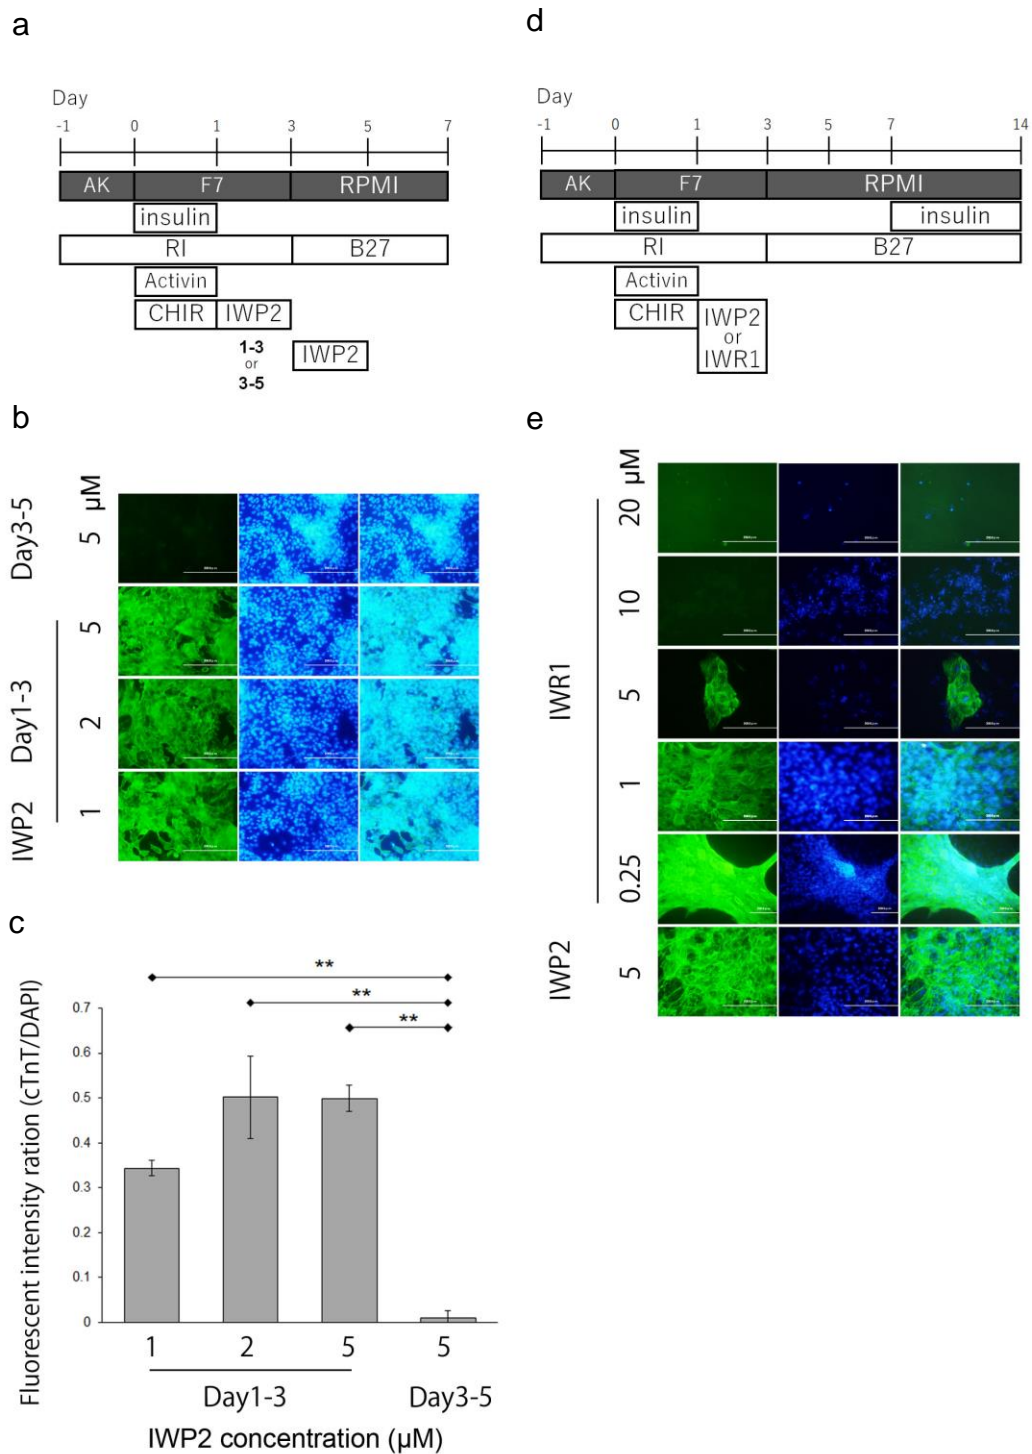 a
Day
-1 0 1 3 5 7
AK F7 RPMI
insulin
RI B27
Activin
CHIR IWP2
1-3
or
3-5
IWP2
b
Day3-5
5 µM
Day1-3
5
2
1
IWP2
c
**
**
**
Fluorescent intensity ration (cTnT/DAPI)
0.7
0.6
0.5
0.4
0.3
0.2
0.1
0
1 2 5 5
Day1-3 Day3-5
IWP2 concentration (µM)
d
Day
-1 0 1 3 5 7 14
AK F7 RPMI
insulin insulin
RI B27
Activin
CHIR
IWP2
or
IWR1
e
20 µM
10
5
1
0.25
IWR1
5
IWP2